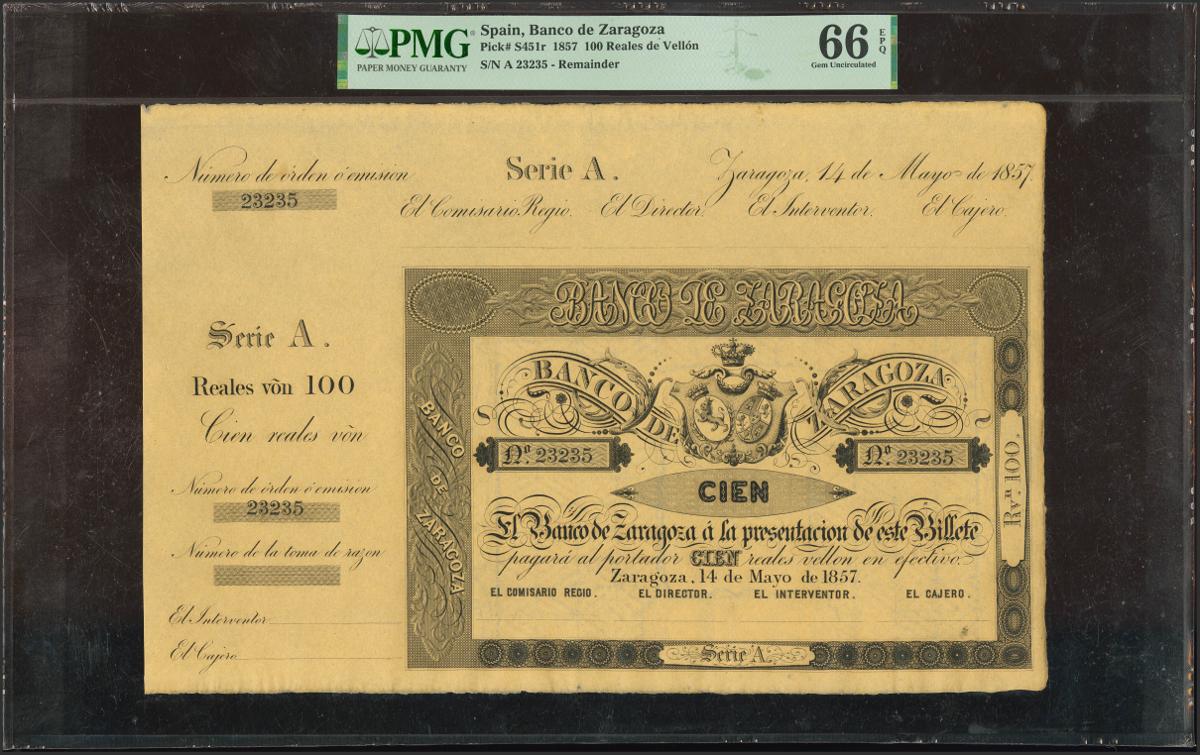 PMG
PAPER MONEY GUARANTY
Spain, Banco de Zaragoza
Pick# S451r 1857 100 Reales de Vellón
S/N A 23235 - Remainder
66 EPQ
Gem Uncirculated
Número de órden ó emision
23235
Serie A.
Zaragoza, 14 de Mayo de 1857.
El Comisario Regio. El Director. El Interventor. El Cajero.
Serie A.
Reales vōn 100
Cien reales vōn
Número de órden ó emision
23235
Número de la toma de razon
El Interventor
El Cajero
BANCO DE ZARAGOZA
BANCO DE ZARAGOZA
BANCO DE ZARAGOZA
Nº. 23235
Nº. 23235
CIEN
El Banco de Zaragoza á la presentacion de este Billete
pagará al portador CIEN reales vellon en efectivo.
Zaragoza, 14 de Mayo de 1857.
EL COMISARIO REGIO. EL DIRECTOR. EL INTERVENTOR. EL CAJERO.
Rvn. 100.
Serie A.